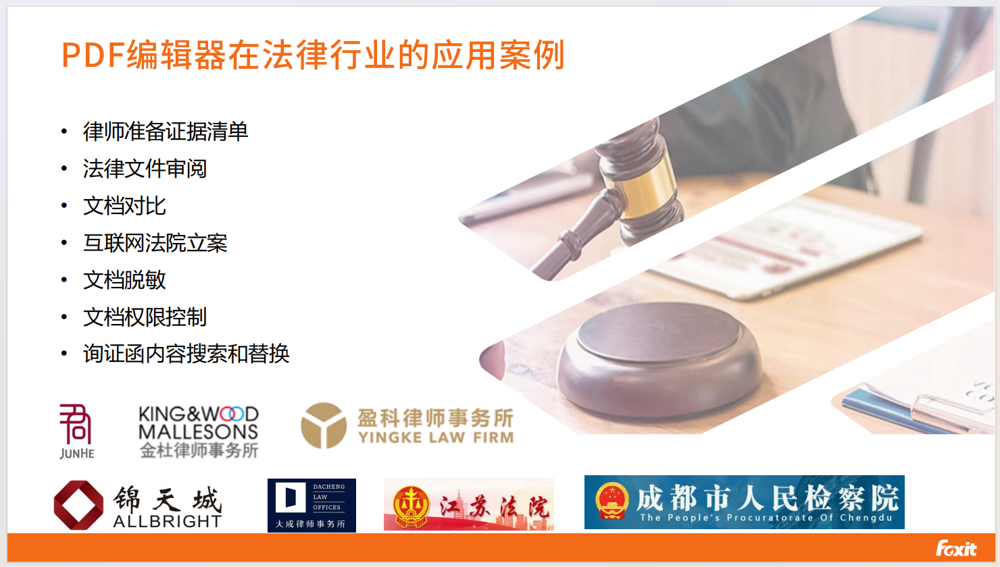 PDF编辑器在法律行业的应用案例
• 律师准备证据清单
• 法律文件审阅
• 文档对比
• 互联网法院立案
• 文档脱敏
• 文档权限控制
• 询证函内容搜索和替换
君
JUNHE
KING&WOOD
MALLESONS
金杜律师事务所
盈科律师事务所
YINGKE LAW FIRM
锦天城
ALLBRIGHT
DACHENG
LAW
OFFICES
大成律师事务所
江苏法院
成都市人民检察院
The People's Procuratorate Of Chengdu
Foxit